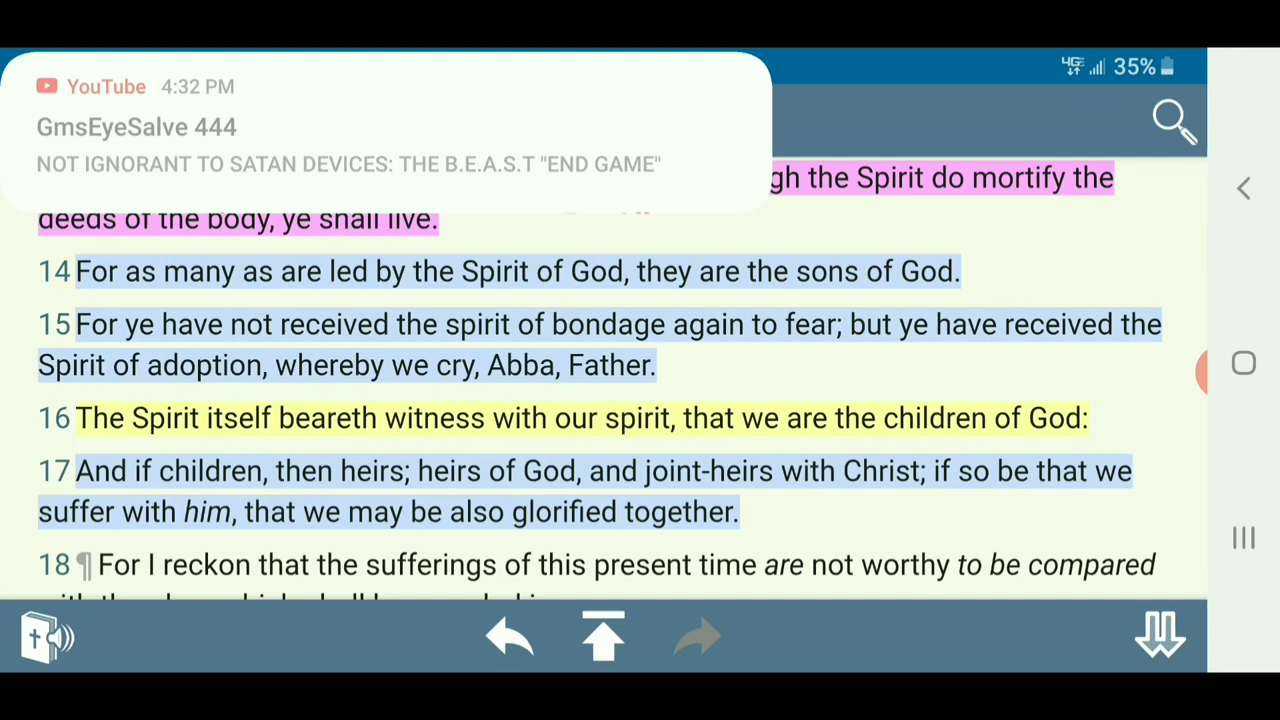 YouTube 4:32 PM
4G 35%
GmsEyeSalve 444
NOT IGNORANT TO SATAN DEVICES: THE B.E.A.S.T "END GAME"
gh the Spirit do mortify the
deeds of the body, ye shall live.
14 For as many as are led by the Spirit of God, they are the sons of God.
15 For ye have not received the spirit of bondage again to fear; but ye have received the
Spirit of adoption, whereby we cry, Abba, Father.
16 The Spirit itself beareth witness with our spirit, that we are the children of God:
17 And if children, then heirs; heirs of God, and joint-heirs with Christ; if so be that we
suffer with him, that we may be also glorified together.
18 ¶ For I reckon that the sufferings of this present time are not worthy to be compared